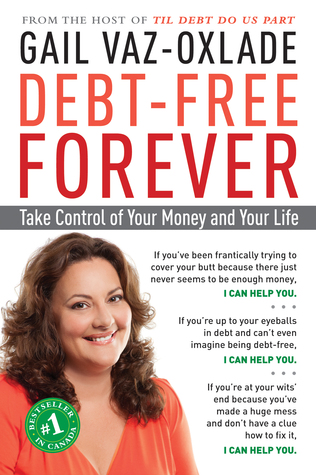 FROM THE HOST OF TIL DEBT DO US PART
GAIL VAZ-OXLADE
DEBT-FREE
FOREVER
Take Control of Your Money and Your Life
If you've been frantically trying to
cover your butt because there just
never seems to be enough money,
I CAN HELP YOU.
• • •
If you're up to your eyeballs
in debt and can't even
imagine being debt-free,
I CAN HELP YOU.
• • •
If you're at your wits'
end because you've
made a huge mess
and don't have a clue
how to fix it,
I CAN HELP YOU.
BESTSELLER
#1
IN CANADA